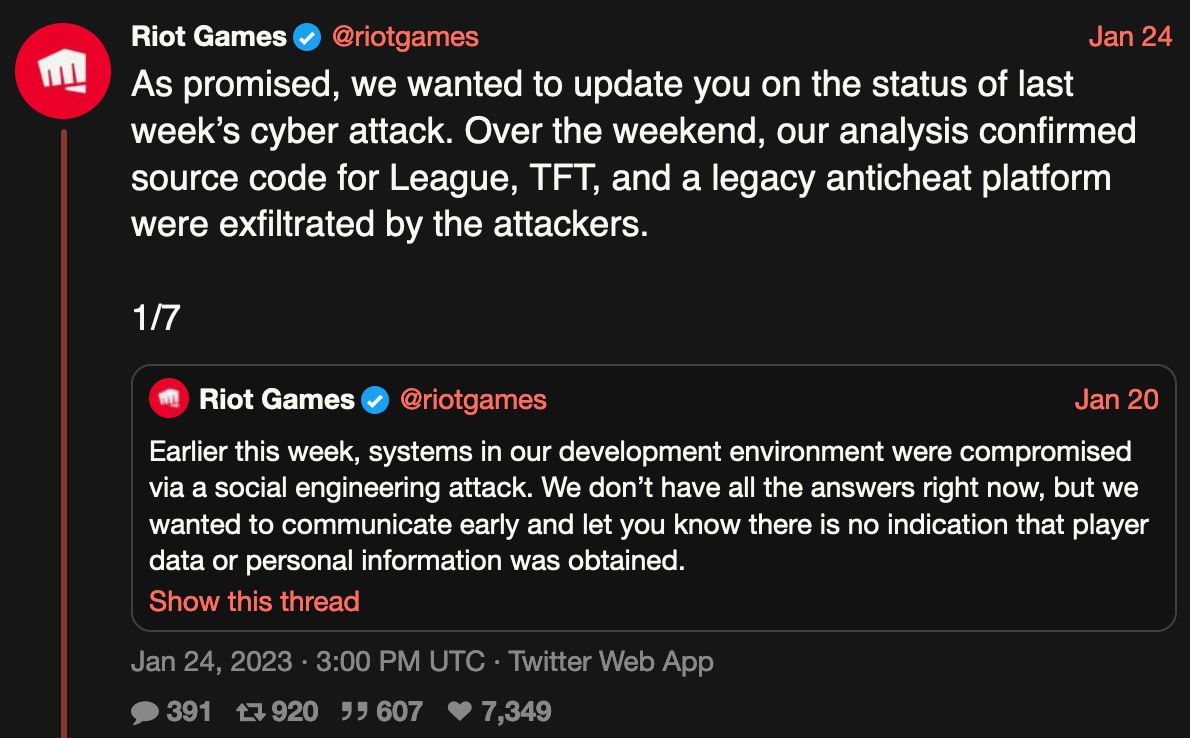 Riot Games @riotgames Jan 24
As promised, we wanted to update you on the status of last
week’s cyber attack. Over the weekend, our analysis confirmed
source code for League, TFT, and a legacy anticheat platform
were exfiltrated by the attackers.
1/7
Riot Games @riotgames Jan 20
Earlier this week, systems in our development environment were compromised
via a social engineering attack. We don’t have all the answers right now, but we
wanted to communicate early and let you know there is no indication that player
data or personal information was obtained.
Show this thread
Jan 24, 2023 · 3:00 PM UTC · Twitter Web App
391 920 607 7,349